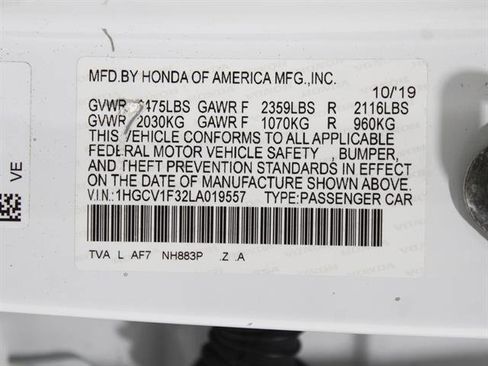 MFD.BY HONDA OF AMERICA MFG.,INC.
10/'19
GVWR 4475LBS GAWR F 2359LBS R 2116LBS
GVWR 2030KG GAWR F 1070KG R 960KG
THIS VEHICLE CONFORMS TO ALL APPLICABLE
FEDERAL MOTOR VEHICLE SAFETY , BUMPER,
AND THEFT PREVENTION STANDARDS IN EFFECT
ON THE DATE OF MANUFACTURE SHOWN ABOVE.
V.I.N.:1HGCV1F32LA019557 TYPE:PASSENGER CAR
TVA L AF7 NH883P .Z .A
VE